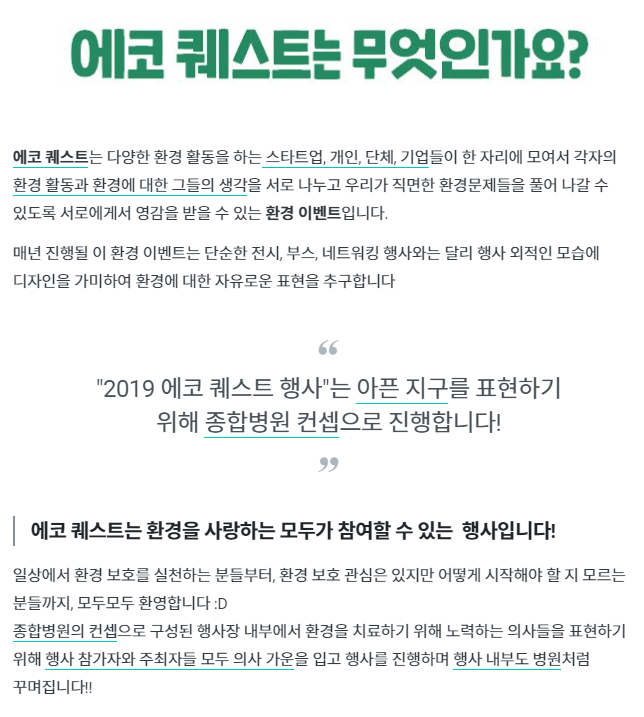 에코 퀘스트는 무엇인가요?
에코 퀘스트는 다양한 환경 활동을 하는 스타트업, 개인, 단체, 기업들이 한 자리에 모여서 각자의
환경 활동과 환경에 대한 그들의 생각을 서로 나누고 우리가 직면한 환경문제들을 풀어 나갈 수
있도록 서로에게서 영감을 받을 수 있는 환경 이벤트입니다.
매년 진행될 이 환경 이벤트는 단순한 전시, 부스, 네트워킹 행사와는 달리 행사 외적인 모습에
디자인을 가미하여 환경에 대한 자유로운 표현을 추구합니다
“
"2019 에코 퀘스트 행사"는 아픈 지구를 표현하기
위해 종합병원 컨셉으로 진행합니다!
”
에코 퀘스트는 환경을 사랑하는 모두가 참여할 수 있는 행사입니다!
일상에서 환경 보호를 실천하는 분들부터, 환경 보호 관심은 있지만 어떻게 시작해야 할 지 모르는
분들까지, 모두모두 환영합니다 :D
종합병원의 컨셉으로 구성된 행사장 내부에서 환경을 치료하기 위해 노력하는 의사들을 표현하기
위해 행사 참가자와 주최자들 모두 의사 가운을 입고 행사를 진행하며 행사 내부도 병원처럼
꾸며집니다!!